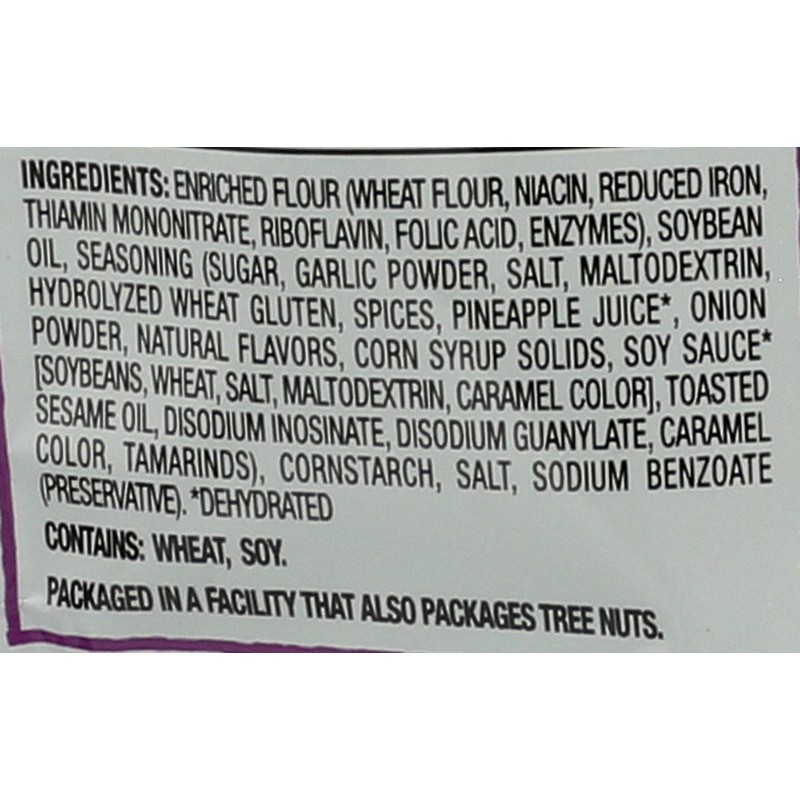 INGREDIENTS: ENRICHED FLOUR (WHEAT FLOUR, NIACIN, REDUCED IRON,
THIAMIN MONONITRATE, RIBOFLAVIN, FOLIC ACID, ENZYMES), SOYBEAN
OIL, SEASONING (SUGAR, GARLIC POWDER, SALT, MALTODEXTRIN,
HYDROLYZED WHEAT GLUTEN, SPICES, PINEAPPLE JUICE*, ONION
POWDER, NATURAL FLAVORS, CORN SYRUP SOLIDS, SOY SAUCE*
[SOYBEANS, WHEAT, SALT, MALTODEXTRIN, CARAMEL COLOR], TOASTED
SESAME OIL, DISODIUM INOSINATE, DISODIUM GUANYLATE, CARAMEL
COLOR, TAMARINDS), CORNSTARCH, SALT, SODIUM BENZOATE
(PRESERVATIVE). *DEHYDRATED
CONTAINS: WHEAT, SOY.
PACKAGED IN A FACILITY THAT ALSO PACKAGES TREE NUTS.